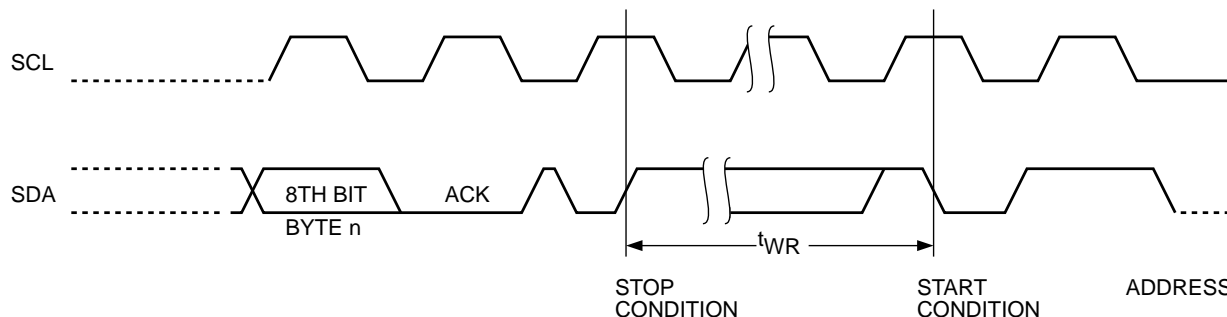 SCL
SDA
8TH BIT
ACK
BYTE n
tWR
STOP
CONDITION
START
CONDITION
ADDRESS